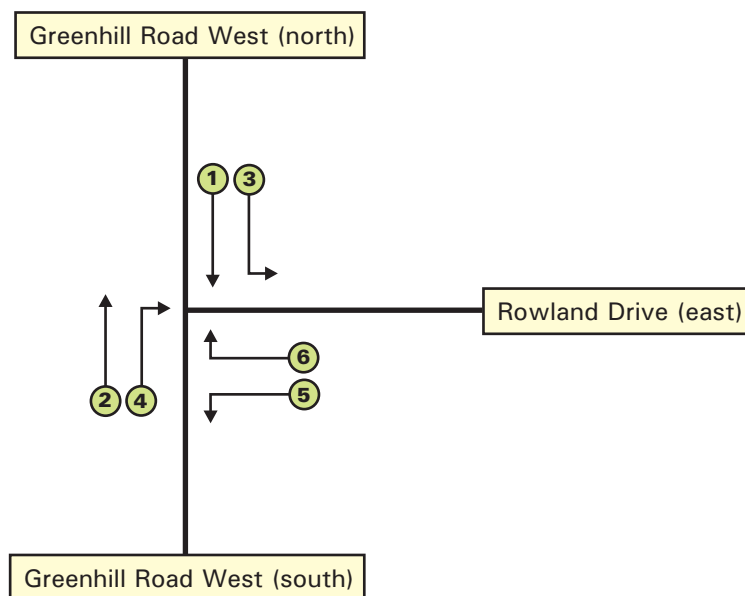 Greenhill Road West (north)
1 3
Rowland Drive (east)
6
2 4 5
Greenhill Road West (south)